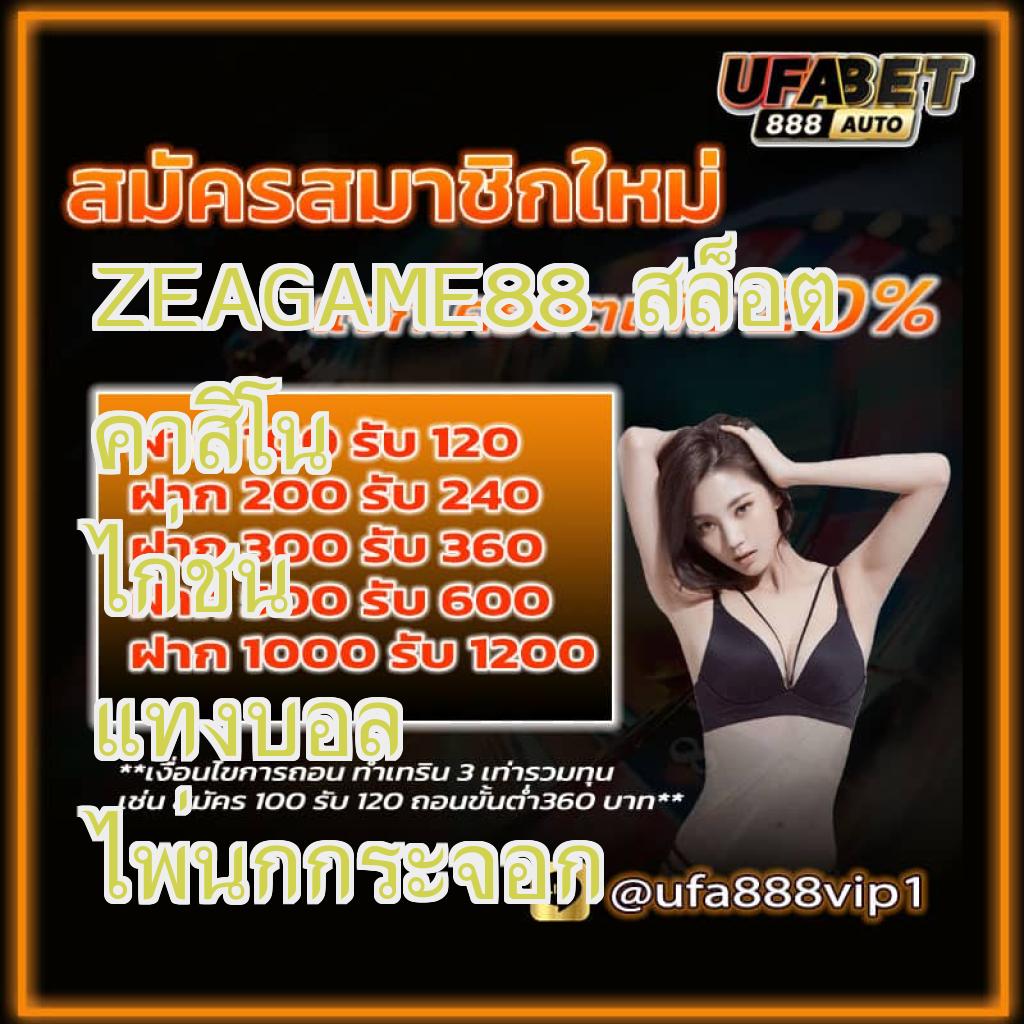 UFABET
888 AUTO
สมัครสมาชิกใหม่
ZEAGAME88 สล็อต
คาสิโน
รับ 120
ฝาก 200 รับ 240
ไก่ชน
ฝาก 300 รับ 360
รับ 600
ฝาก 1000 รับ 1200
แทงบอล
**เงื่อนไขการถอน ทำเทริน 3 เท่ารวมทุน
เช่น สมัคร 100 รับ 120 ถอนขั้นต่ำ360 บาท**
ไพ่นกกระจอก
@ufa888vip1